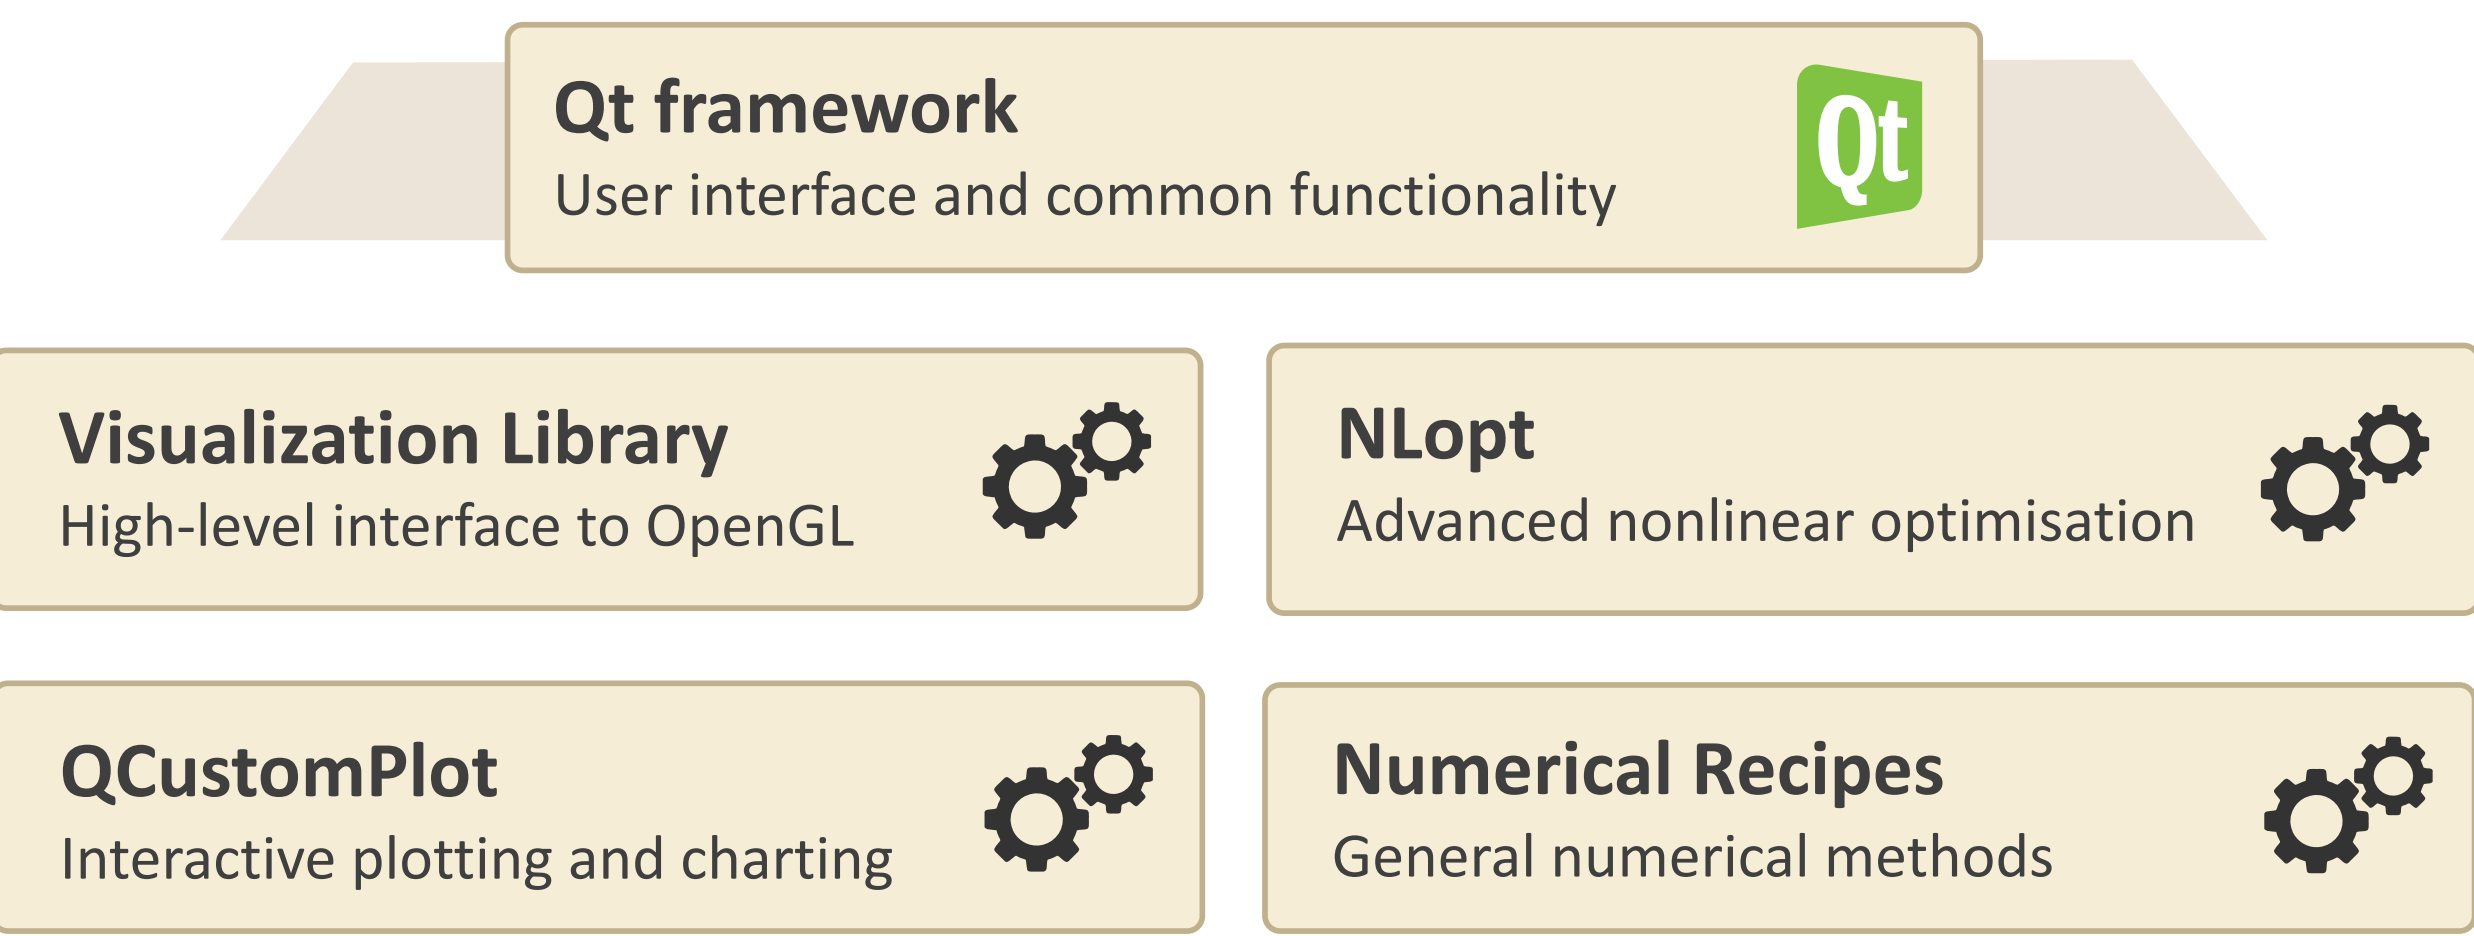 Qt framework
User interface and common functionality
Qt
Visualization Library
High-level interface to OpenGL
NLopt
Advanced nonlinear optimisation
QCustomPlot
Interactive plotting and charting
Numerical Recipes
General numerical methods